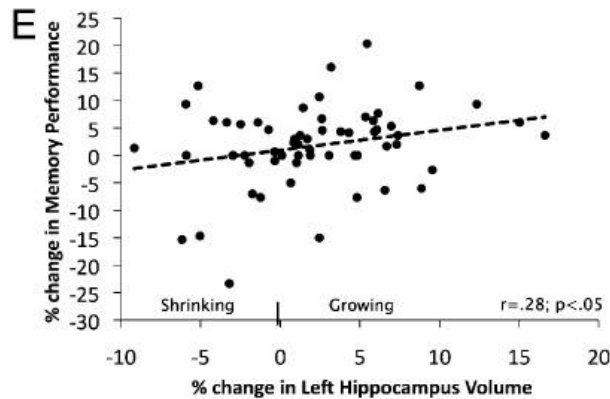 E
% change in Memory Performance
25
20
15
10
5
0
-5
-10
-15
-20
-25
-30
Shrinking Growing r=.28; p<.05
-10 -5 0 5 10 15 20
% change in Left Hippocampus Volume